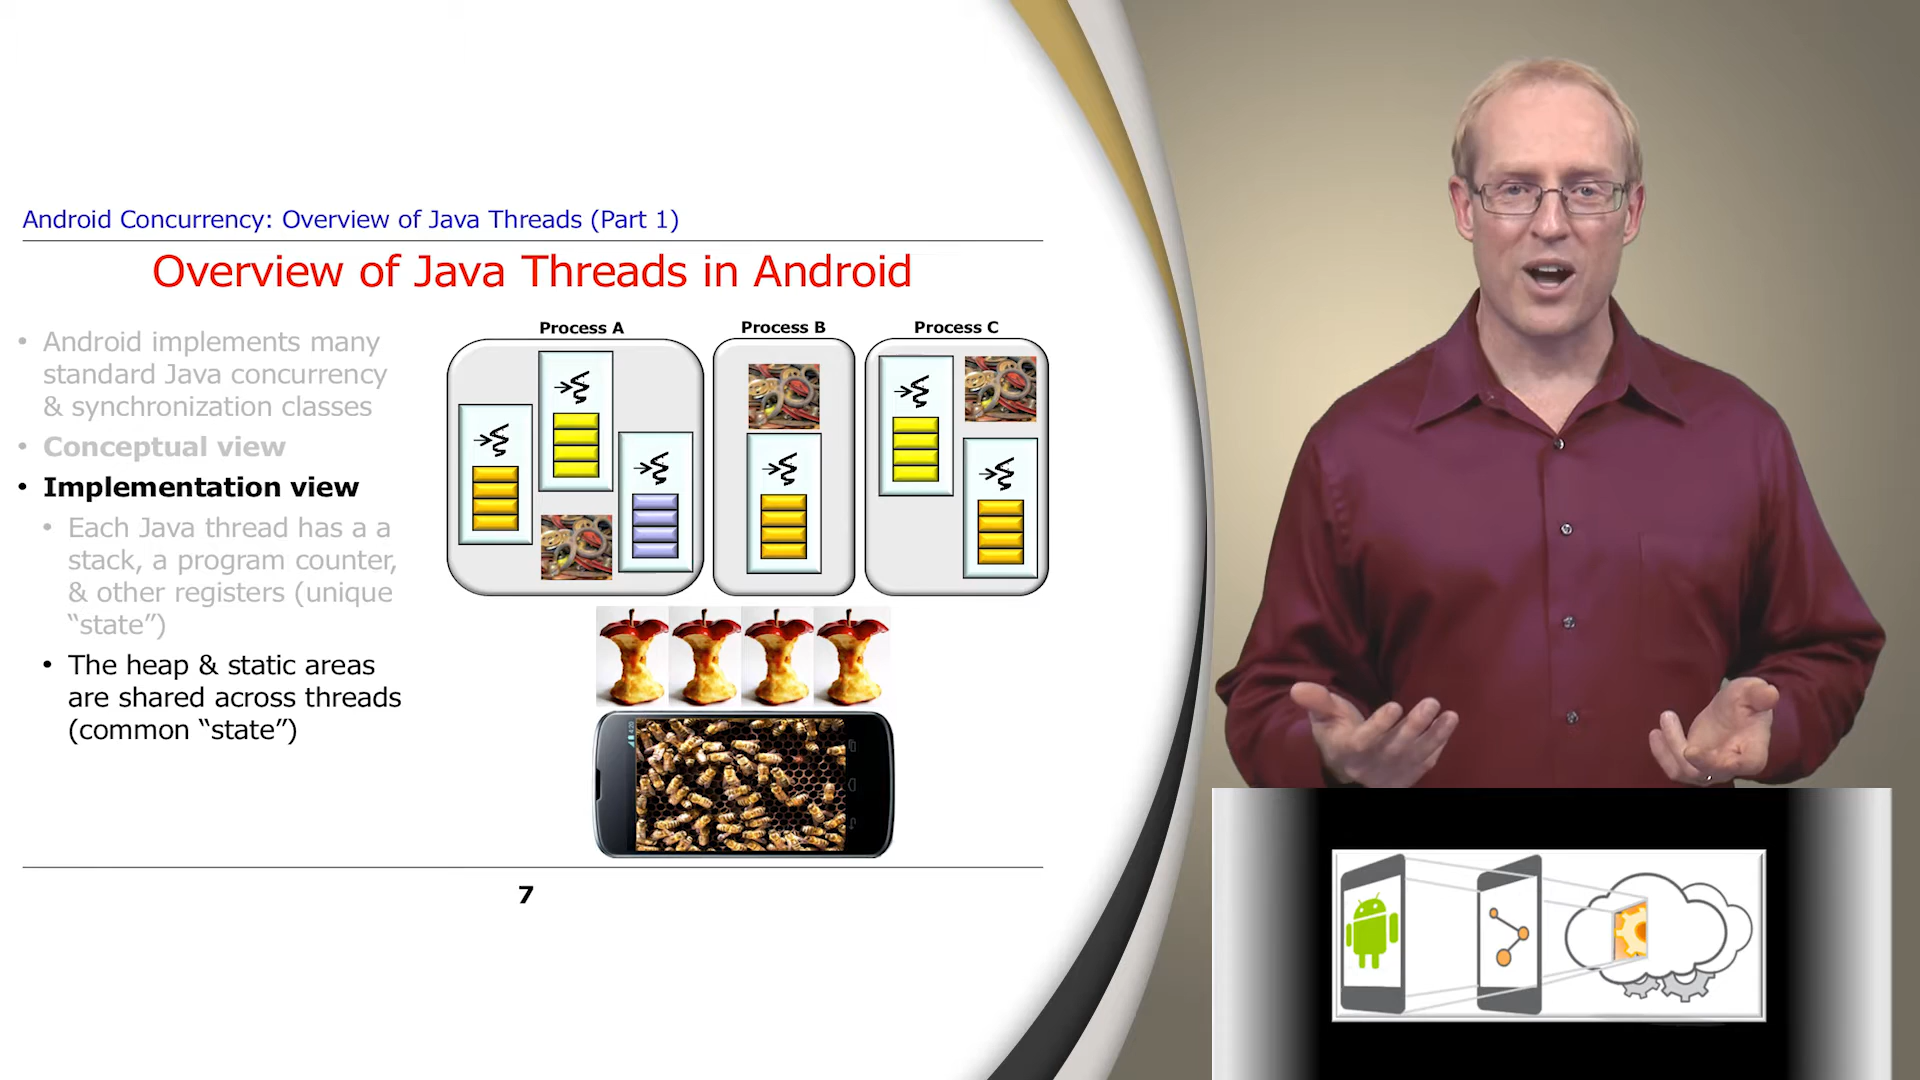 Android Concurrency: Overview of Java Threads (Part 1)
Overview of Java Threads in Android
• Android implements many
standard Java concurrency
& synchronization classes
• Conceptual view
• Implementation view
• Each Java thread has a a
stack, a program counter,
& other registers (unique
“state”)
• The heap & static areas
are shared across threads
(common “state”)
Process A
Process B
Process C
7